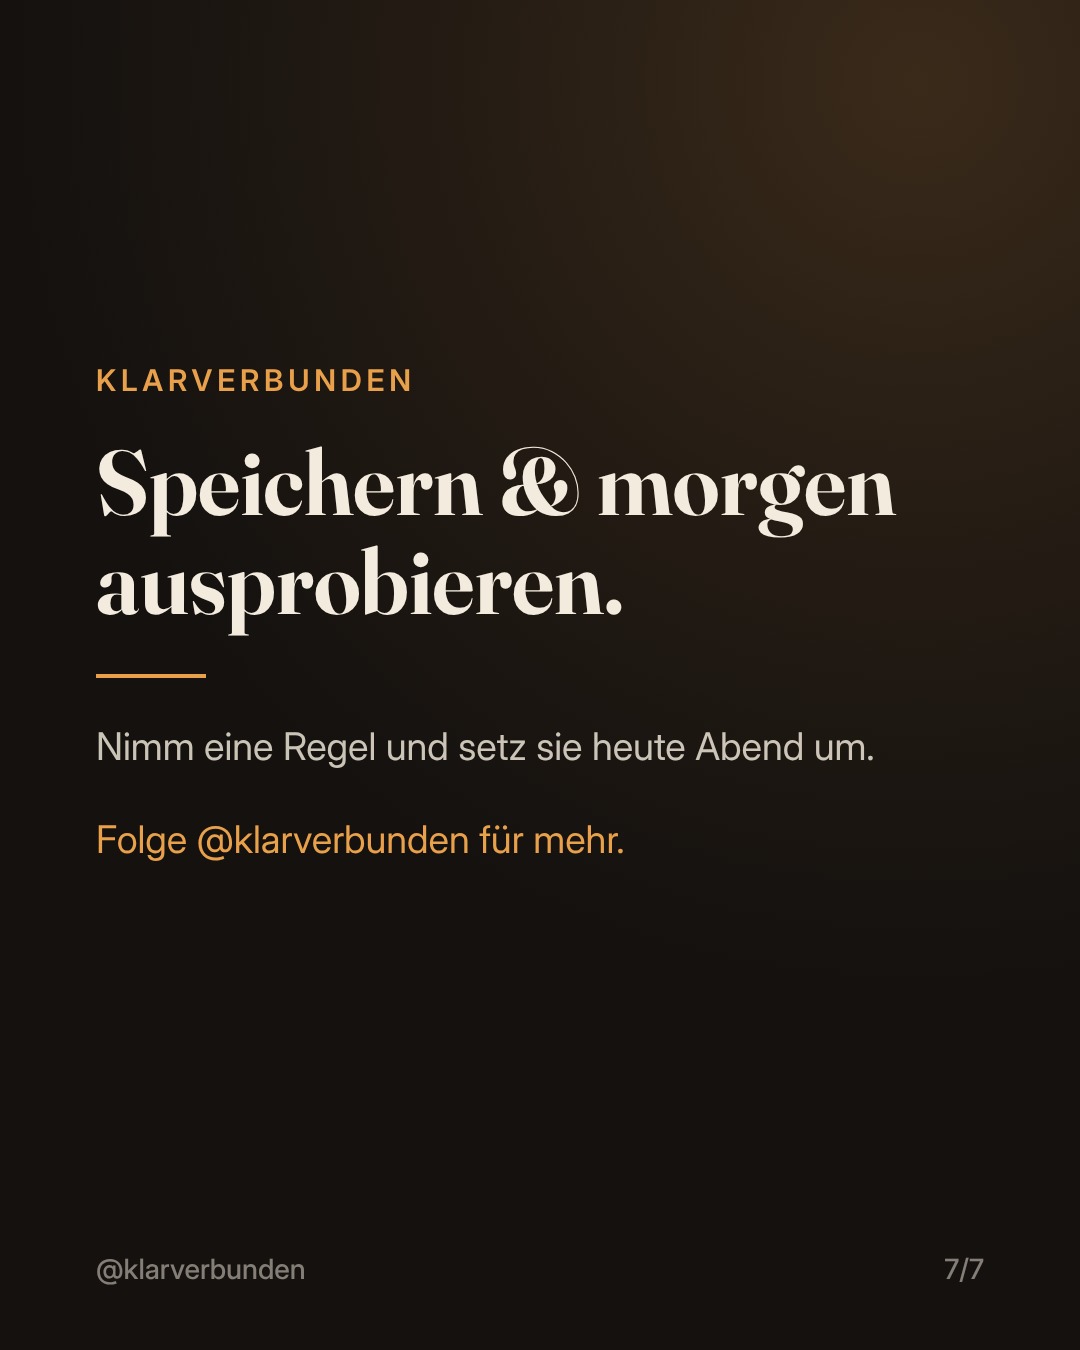 KLARVERBUNDEN
Speichern & morgen
ausprobieren.
Nimm eine Regel und setz sie heute Abend um.
Folge @klarverbunden für mehr.
@klarverbunden
7/7